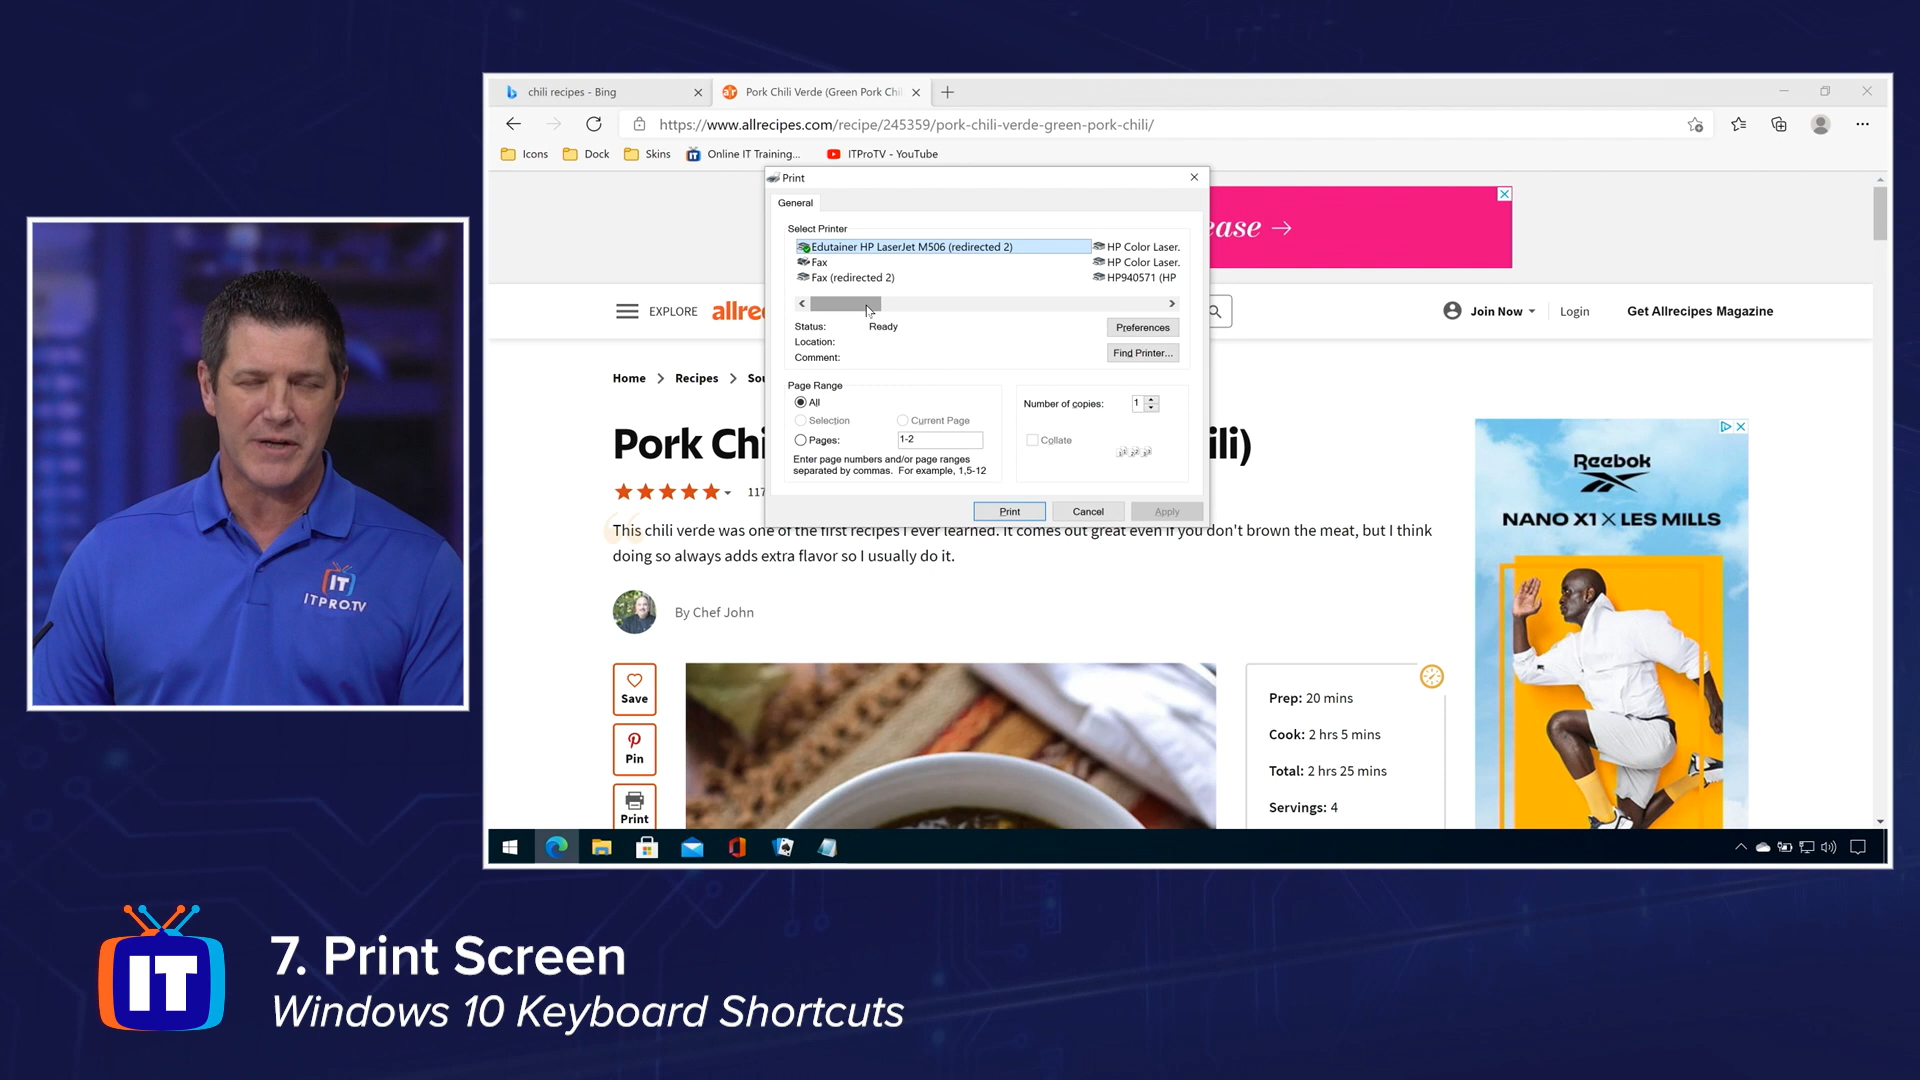 chili recipes - Bing
Pork Chili Verde (Green Pork Chi
https://www.allrecipes.com/recipe/245359/pork-chili-verde-green-pork-chili/
Icons
Dock
Skins
Online IT Training...
ITProTV - YouTube
Print
General
Select Printer
Edutainer HP LaserJet M506 (redirected 2)
HP Color Laser.
Fax
HP Color Laser.
Fax (redirected 2)
HP940571 (HP
Status:
Ready
Preferences
Location:
Find Printer...
Comment:
Page Range
All
Selection
Current Page
Pages:
1-2
Enter page numbers and/or page ranges
separated by commas. For example, 1,5-12
Number of copies:
1
Collate
Print
Cancel
Apply
ease →
EXPLORE
allre
Join Now
Login
Get Allrecipes Magazine
Home
Recipes
Sou
Pork Chi
ili)
117
This chili verde was one of the first recipes I ever learned. It comes out great even if you don't brown the meat, but I think
doing so always adds extra flavor so I usually do it.
By Chef John
Save
Pin
Print
Prep: 20 mins
Cook: 2 hrs 5 mins
Total: 2 hrs 25 mins
Servings: 4
Reebok
NANO X1 X LES MILLS
IT
ITPRO.TV
IT
7. Print Screen
Windows 10 Keyboard Shortcuts